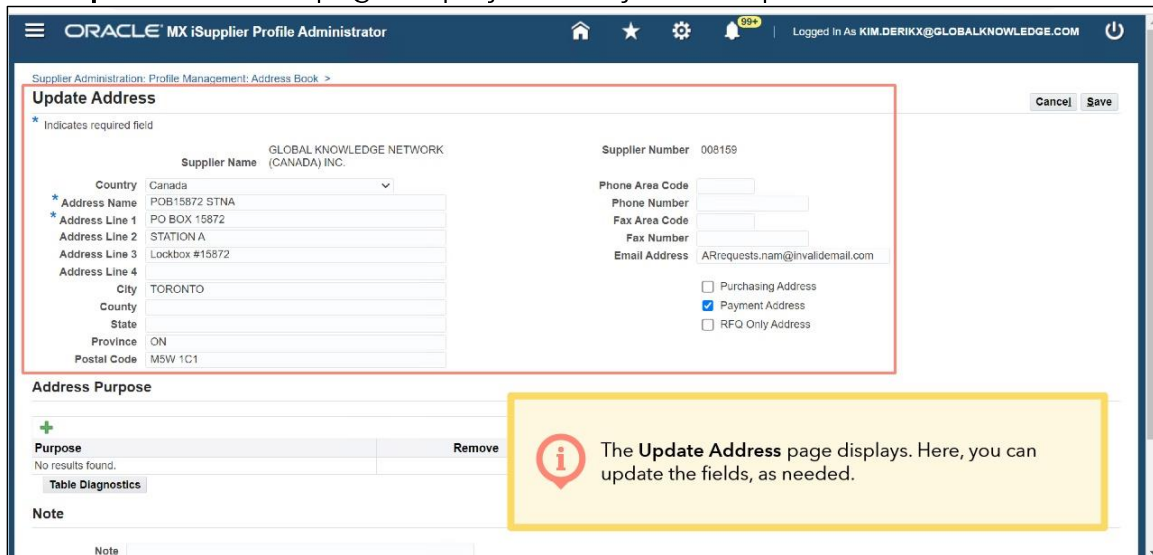 ORACLE MX iSupplier Profile Administrator
99+
Logged In As KIM.DERIKX@GLOBALKNOWLEDGE.COM
Supplier Administration: Profile Management: Address Book >
Update Address
Cancel Save
* Indicates required field
Supplier Name GLOBAL KNOWLEDGE NETWORK
(CANADA) INC.
Supplier Number 008159
Country Canada
Phone Area Code
* Address Name POB15872 STNA
Phone Number
* Address Line 1 PO BOX 15872
Fax Area Code
Address Line 2 STATION A
Fax Number
Address Line 3 Lockbox #15872
Email Address ARrequests.nam@invalidemail.com
Address Line 4
City TORONTO
Purchasing Address
County
Payment Address
State
RFQ Only Address
Province ON
Postal Code M5W 1C1
Address Purpose
Purpose Remove
No results found.
Table Diagnostics
The Update Address page displays. Here, you can
update the fields, as needed.
Note
Note